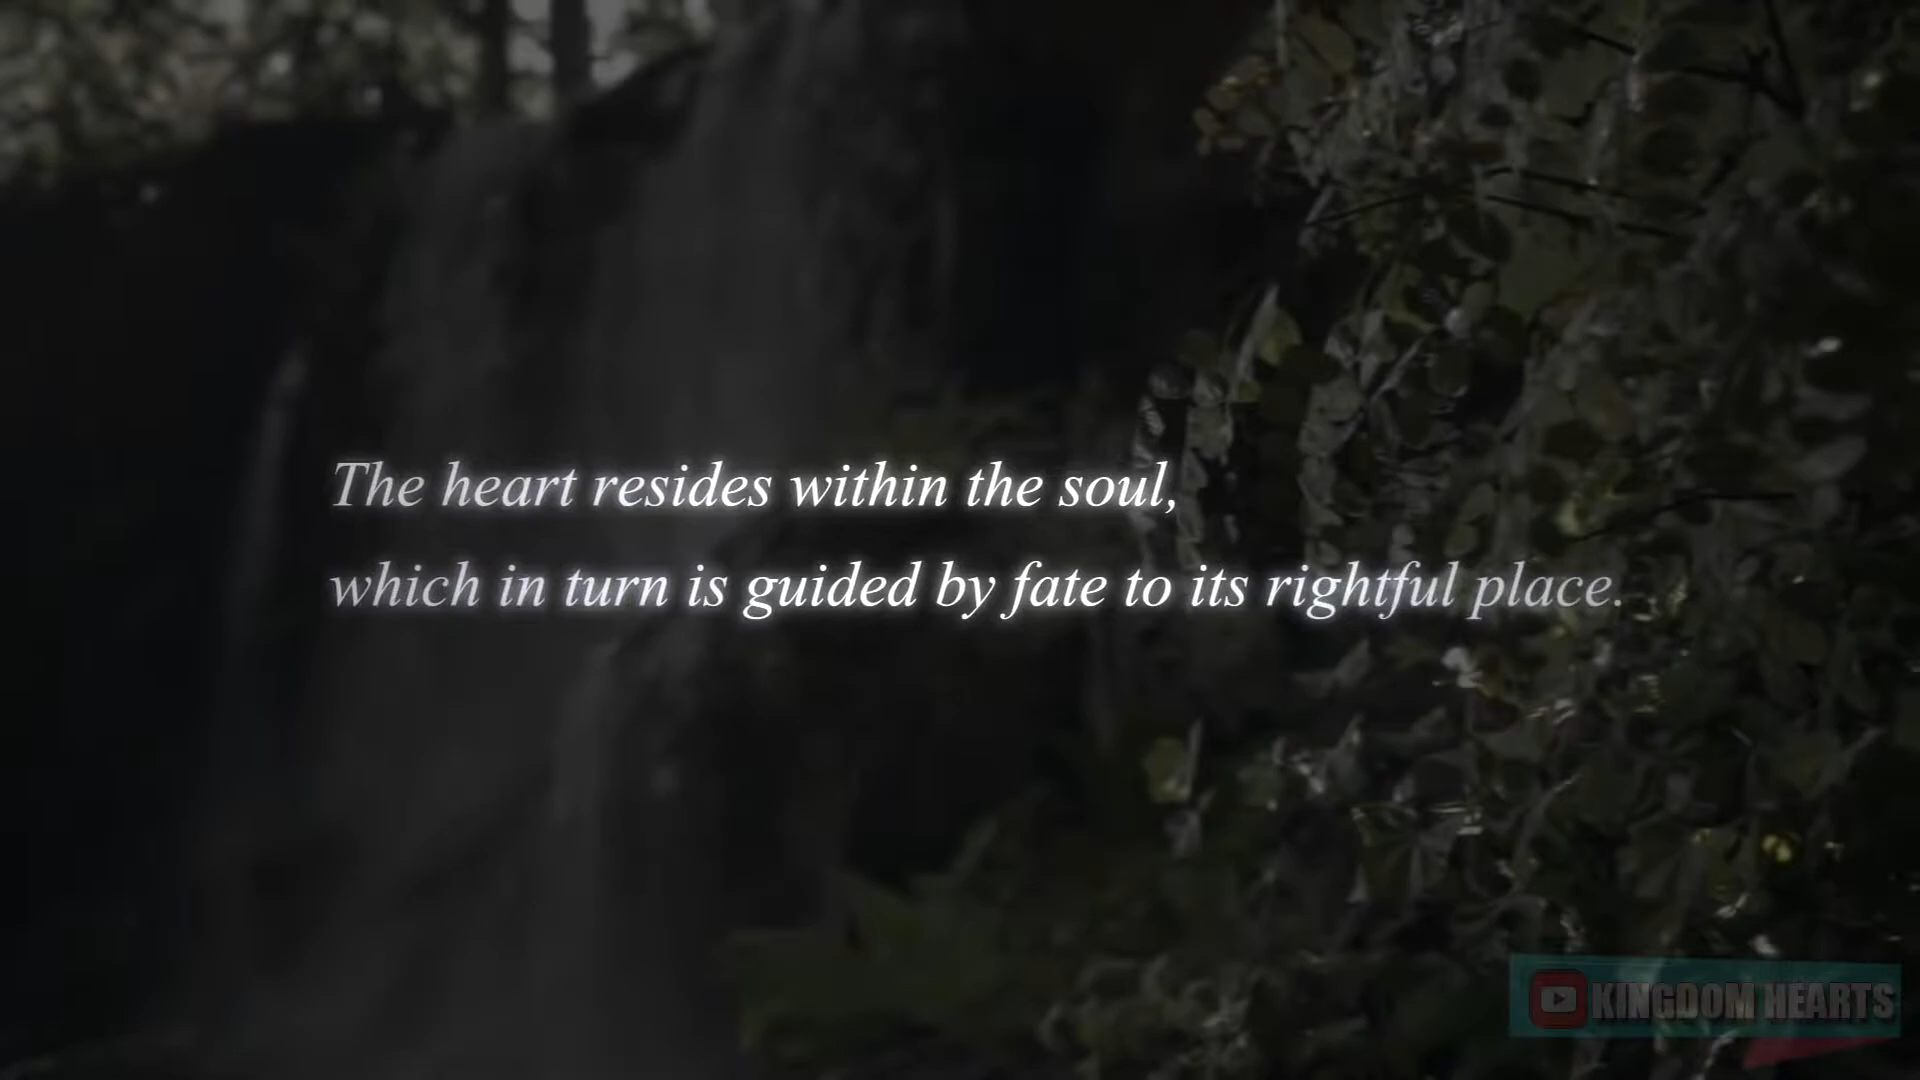 The heart resides within the soul,
which in turn is guided by fate to its rightful place.
KINGDOM HEARTS